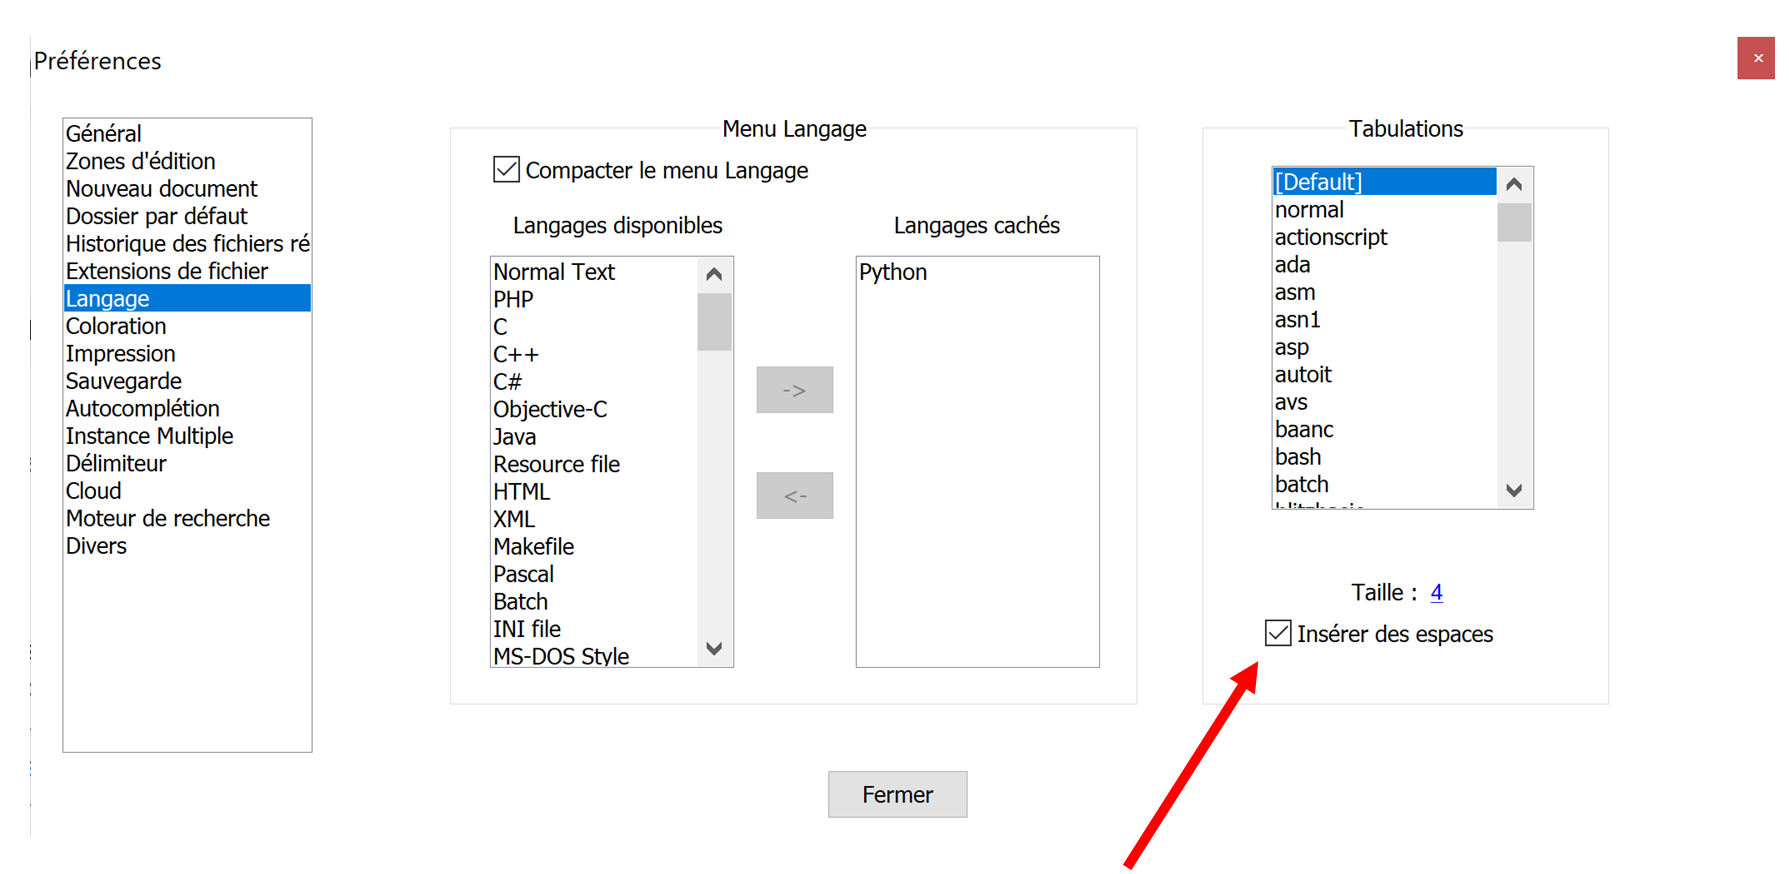 Préférences
×
Général
Zones d'édition
Nouveau document
Dossier par défaut
Historique des fichiers ré
Extensions de fichier
Langage
Coloration
Impression
Sauvegarde
Autocomplétion
Instance Multiple
Délimiteur
Cloud
Moteur de recherche
Divers
Menu Langage
Compacter le menu Langage
Langages disponibles
Normal Text
PHP
C
C++
C#
Objective-C
Java
Resource file
HTML
XML
Makefile
Pascal
Batch
INI file
MS-DOS Style
->
<-
Langages cachés
Python
Tabulations
[Default]
normal
actionscript
ada
asm
asn1
asp
autoit
avs
baanc
bash
batch
Taille : 4
Insérer des espaces
Fermer